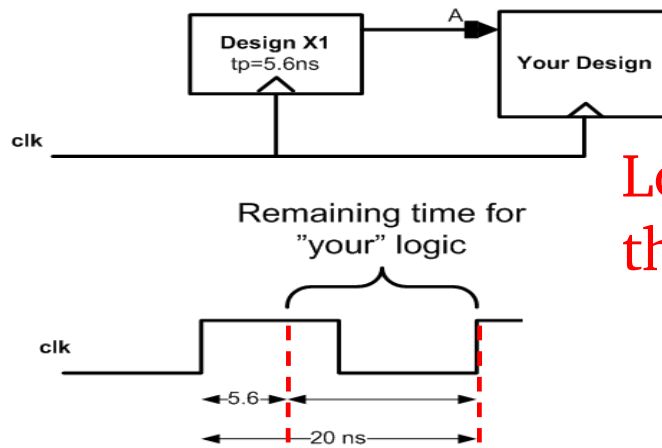 A
Design X1
tp=5.6ns
Your Design
clk
Remaining time for
"your" logic
clk
5.6
20 ns